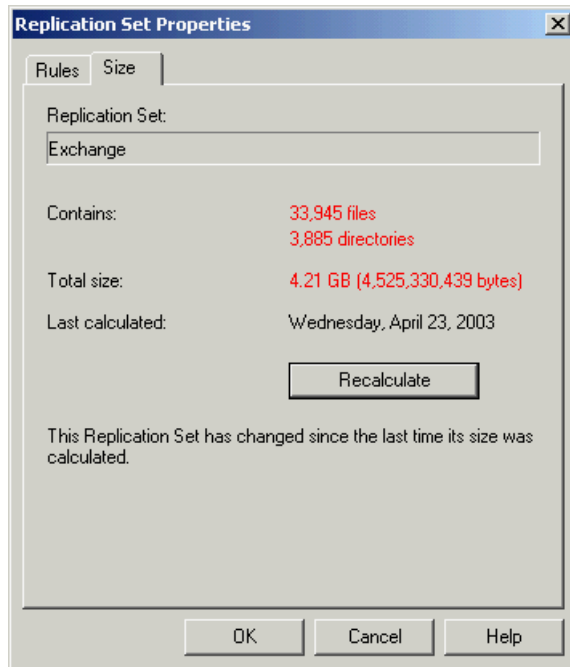 Replication Set Properties
Rules
Size
Replication Set:
Exchange
Contains:
33,945 files
3,885 directories
Total size:
4.21 GB (4,525,330,439 bytes)
Last calculated:
Wednesday, April 23, 2003
Recalculate
This Replication Set has changed since the last time its size was
calculated.
OK
Cancel
Help